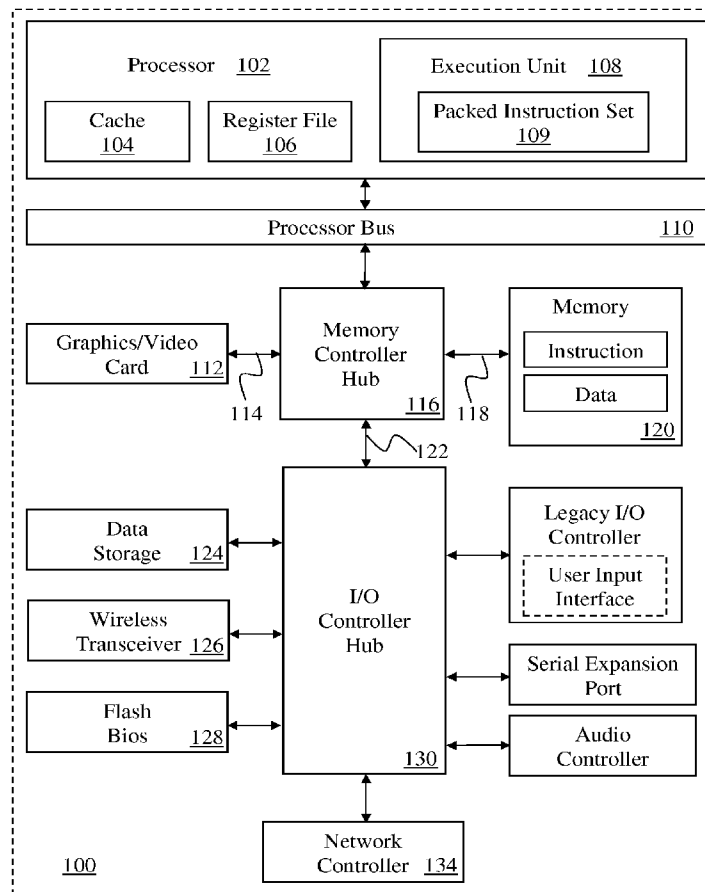 Processor 102
Cache
104
Register File
106
Execution Unit 108
Packed Instruction Set
109
Processor Bus 110
Graphics/Video
Card 112
114
Memory
Controller
Hub
116
118
Memory
Instruction
Data
120
122
Data
Storage 124
Wireless
Transceiver 126
Flash
Bios 128
I/O
Controller
Hub
130
Legacy I/O
Controller
User Input
Interface
Serial Expansion
Port
Audio
Controller
Network
Controller 134
100